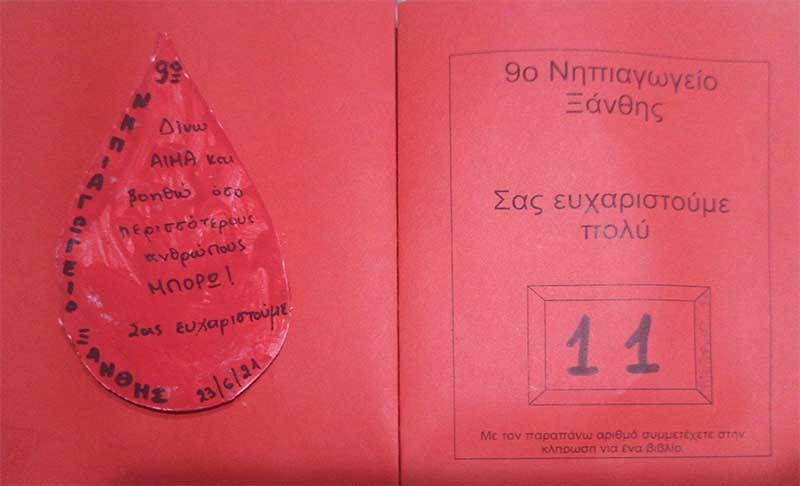 9ο
ΝΗΠΙΑΓΩΓΕΙΟ ΞΑΝΘΗΣ
Δίνω
ΑΙΜΑ και
βοηθώ όσο
περισσότερους
ανθρώπους
ΜΠΟΡΩ!
Σας ευχαριστούμε
23/6/21
9ο Νηπιαγωγείο
Ξάνθης
Σας ευχαριστούμε
πολύ
11
Με τον παραπάνω αριθμό συμμετέχετε στην
κλήρωση για ένα βιβλίο.